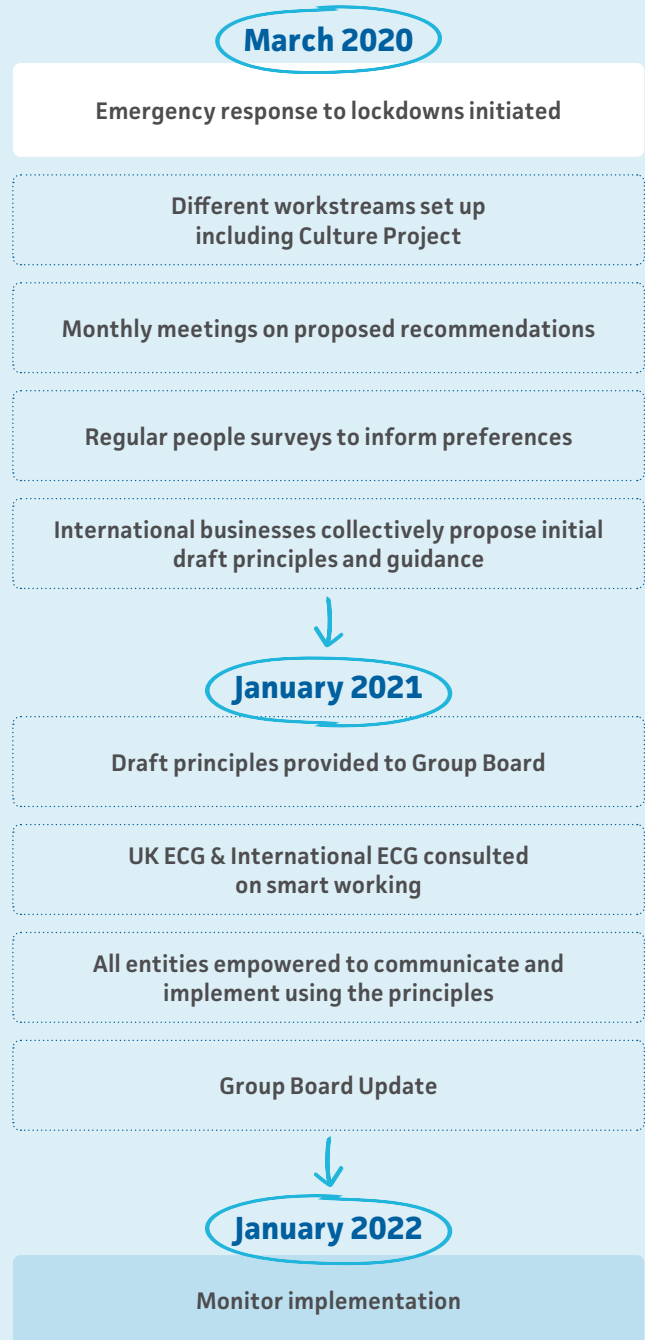 March 2020
Emergency response to lockdowns initiated
Different workstreams set up
including Culture Project
Monthly meetings on proposed recommendations
Regular people surveys to inform preferences
International businesses collectively propose initial
draft principles and guidance
January 2021
Draft principles provided to Group Board
UK ECG & International ECG consulted
on smart working
All entities empowered to communicate and
implement using the principles
Group Board Update
January 2022
Monitor implementation